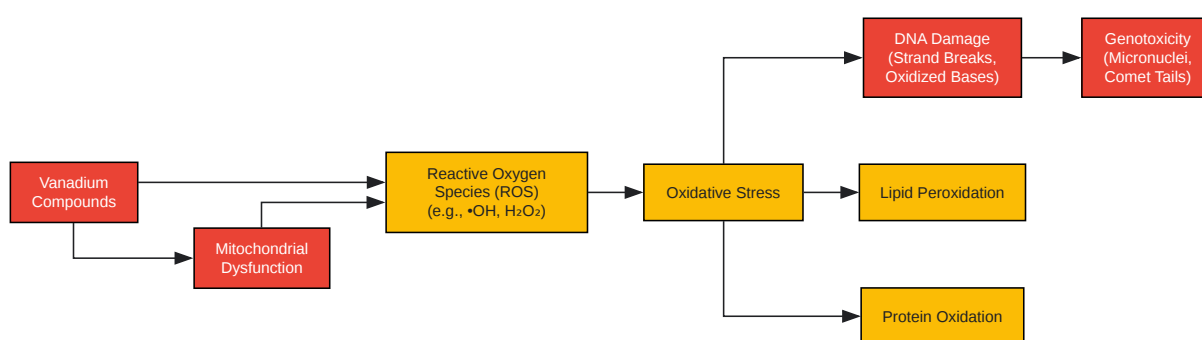 Vanadium
Compounds
Mitochondrial
Dysfunction
Reactive Oxygen
Species (ROS)
(e.g., •OH, H₂O₂)
Oxidative Stress
DNA Damage
(Strand Breaks,
Oxidized Bases)
Genotoxicity
(Micronuclei,
Comet Tails)
Lipid Peroxidation
Protein Oxidation